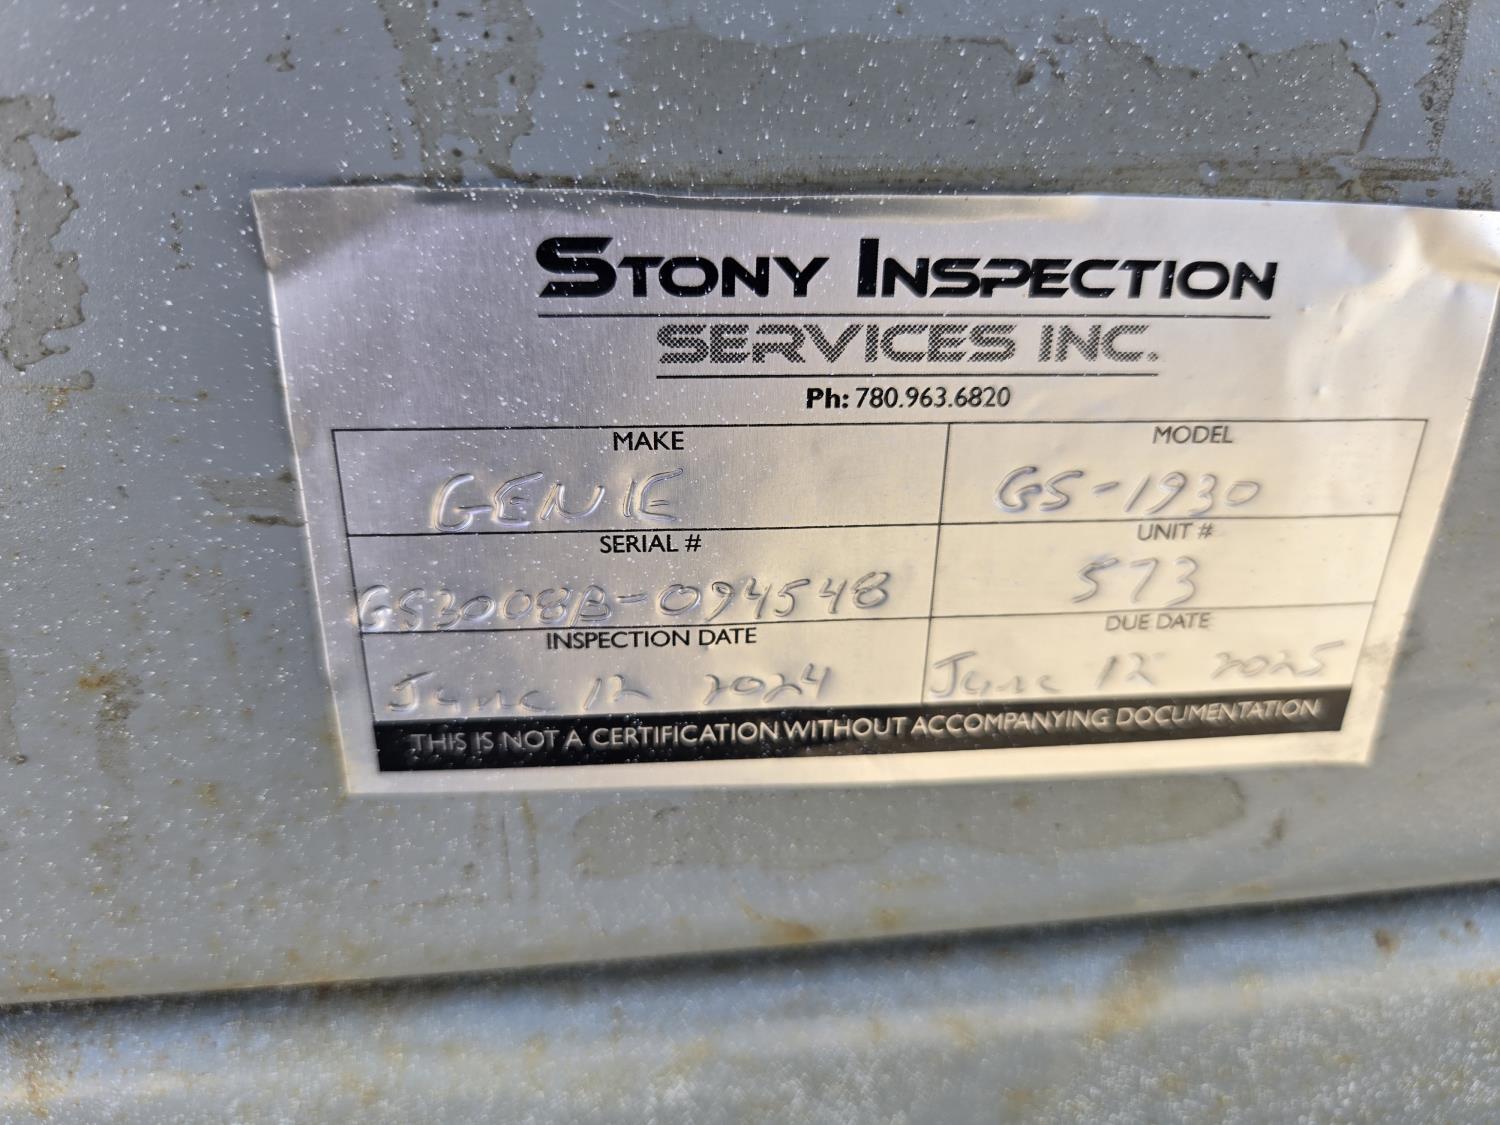 STONY INSPECTION
SERVICES INC.
Ph: 780.963.6820
MAKE MODEL
GENIE GS-1930
SERIAL # UNIT #
GS3008B-094548 573
INSPECTION DATE DUE DATE
June 12 2024 June 12 2025
THIS IS NOT A CERTIFICATION WITHOUT ACCOMPANYING DOCUMENTATION